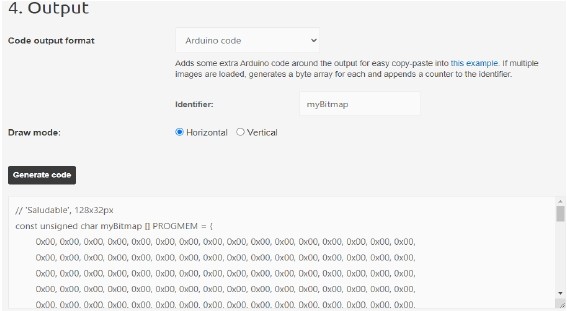 4. Output
Code output format
Arduino code
Adds some extra Arduino code around the output for easy copy-paste into this example. If multiple
images are loaded, generates a byte array for each and appends a counter to the identifier.
Identifier:
myBitmap
Draw mode:
Horizontal
Vertical
Generate code
// 'Saludable', 128x32px
const unsigned char myBitmap [] PROGMEM = {
0x00, 0x00, 0x00, 0x00, 0x00, 0x00, 0x00, 0x00, 0x00, 0x00, 0x00, 0x00, 0x00, 0x00, 0x00, 0x00,
0x00, 0x00, 0x00, 0x00, 0x00, 0x00, 0x00, 0x00, 0x00, 0x00, 0x00, 0x00, 0x00, 0x00, 0x00, 0x00,
0x00, 0x00, 0x00, 0x00, 0x00, 0x00, 0x00, 0x00, 0x00, 0x00, 0x00, 0x00, 0x00, 0x00, 0x00, 0x00,
0x00, 0x00, 0x00, 0x00, 0x00, 0x00, 0x00, 0x00, 0x00, 0x00, 0x00, 0x00, 0x00, 0x00, 0x00, 0x00,
0x00, 0x00, 0x00, 0x00, 0x00, 0x00, 0x00, 0x00, 0x00, 0x00, 0x00, 0x00, 0x00, 0x00, 0x00, 0x00,